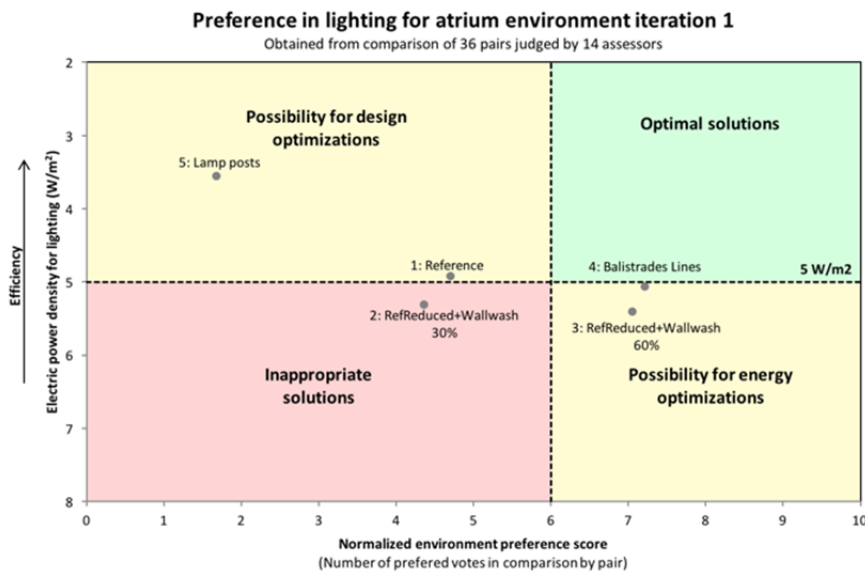 Preference in lighting for atrium environment iteration 1
Obtained from comparison of 36 pairs judged by 14 assessors
Efficiency
Electric power density for lighting (W/m²)
2
3
4
5
6
7
8
Possibility for design
optimizations
Optimal solutions
5: Lamp posts
1: Reference
4: Balistrades Lines
5 W/m2
2: RefReduced+Wallwash
30%
3: RefReduced+Wallwash
60%
Inappropriate
solutions
Possibility for energy
optimizations
0
1
2
3
4
5
6
7
8
9
10
Normalized environment preference score
(Number of prefered votes in comparison by pair)